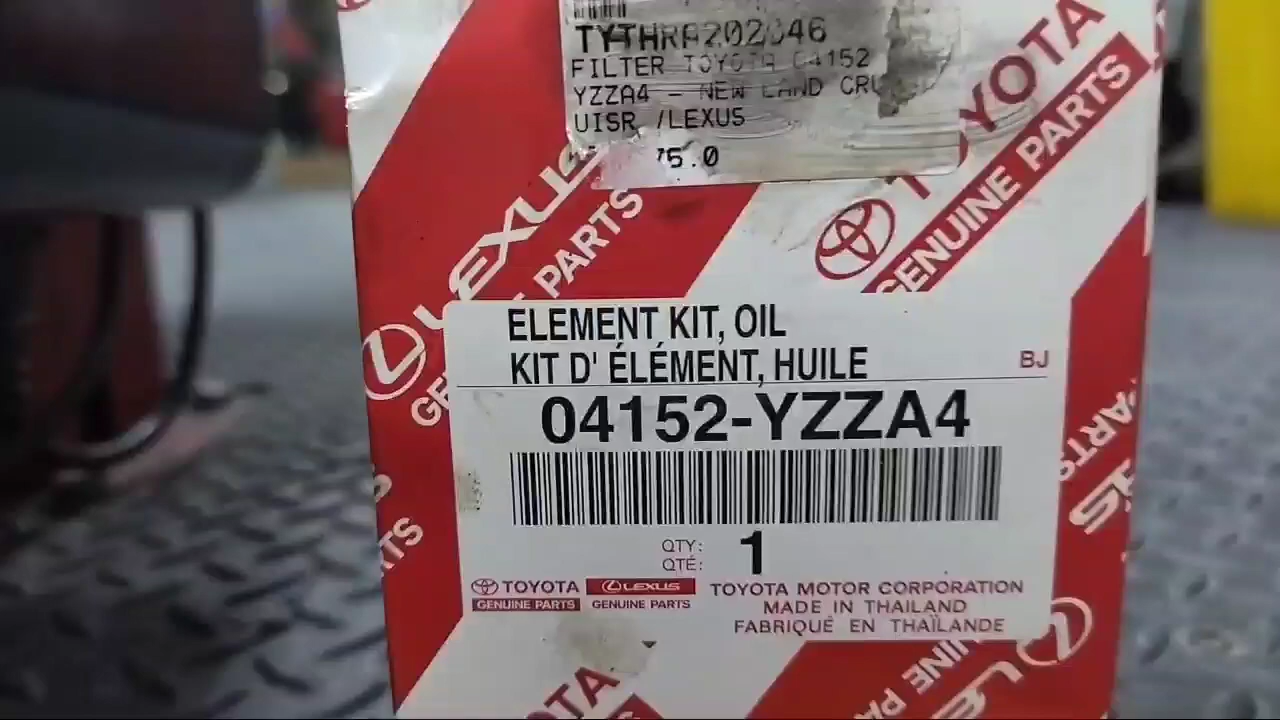 TYTHRA202046
FILTER TOYOTA 04152
YZZA4 - NEW LAND CRU
UISR /LEXUS
75.0
TOYOTA
GENUINE PARTS
LEXUS
PARTS
ELEMENT KIT, OIL
KIT D' ÉLÉMENT, HUILE
BJ
04152-YZZA4
QTY:
QTÉ:
1
TOYOTA
GENUINE PARTS
LEXUS
GENUINE PARTS
TOYOTA MOTOR CORPORATION
MADE IN THAILAND
FABRIQUÉ EN THAÏLANDE
PARTS